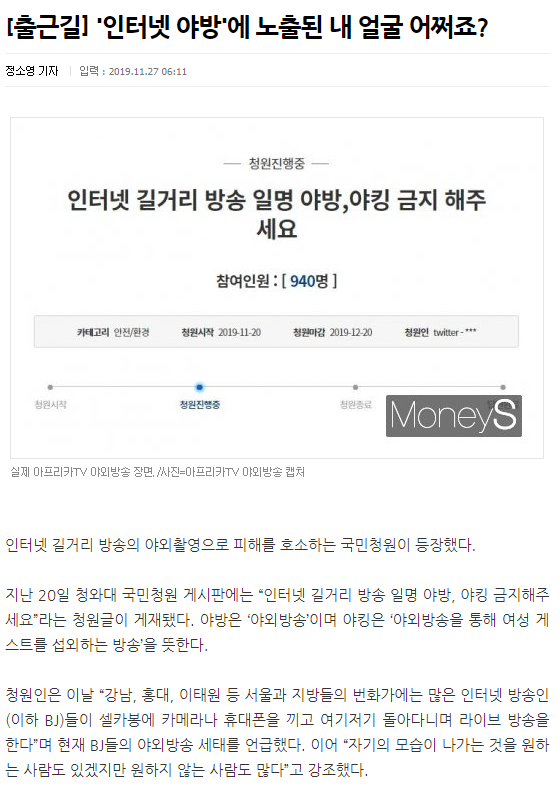 [출근길] '인터넷 야방'에 노출된 내 얼굴 어쩌죠?
정소영 기자 | 입력 : 2019.11.27 06:11
청원진행중
인터넷 길거리 방송 일명 야방,야킹 금지 해주
세요
참여인원 : [ 940명 ]
카테고리 안전/환경 청원시작 2019-11-20 청원마감 2019-12-20 청원인 twitter - ***
청원시작 청원진행중 청원종료
MoneyS
실제 아프리카TV 야외방송 장면. /사진=아프리카TV 야외방송 캡처
인터넷 길거리 방송의 야외촬영으로 피해를 호소하는 국민청원이 등장했다.
지난 20일 청와대 국민청원 게시판에는 “인터넷 길거리 방송 일명 야방, 야킹 금지해주
세요”라는 청원글이 게재됐다. 야방은 ‘야외방송’이며 야킹은 ‘야외방송을 통해 여성 게
스트를 섭외하는 방송’을 뜻한다.
청원인은 이날 “강남, 홍대, 이태원 등 서울과 지방들의 번화가에는 많은 인터넷 방송인
(이하 BJ)들이 셀카봉에 카메라나 휴대폰을 끼고 여기저기 돌아다니며 라이브 방송을
한다”며 현재 BJ들의 야외방송 세태를 언급했다. 이어 “자기의 모습이 나가는 것을 원하
는 사람도 있겠지만 원하지 않는 사람도 많다”고 강조했다.